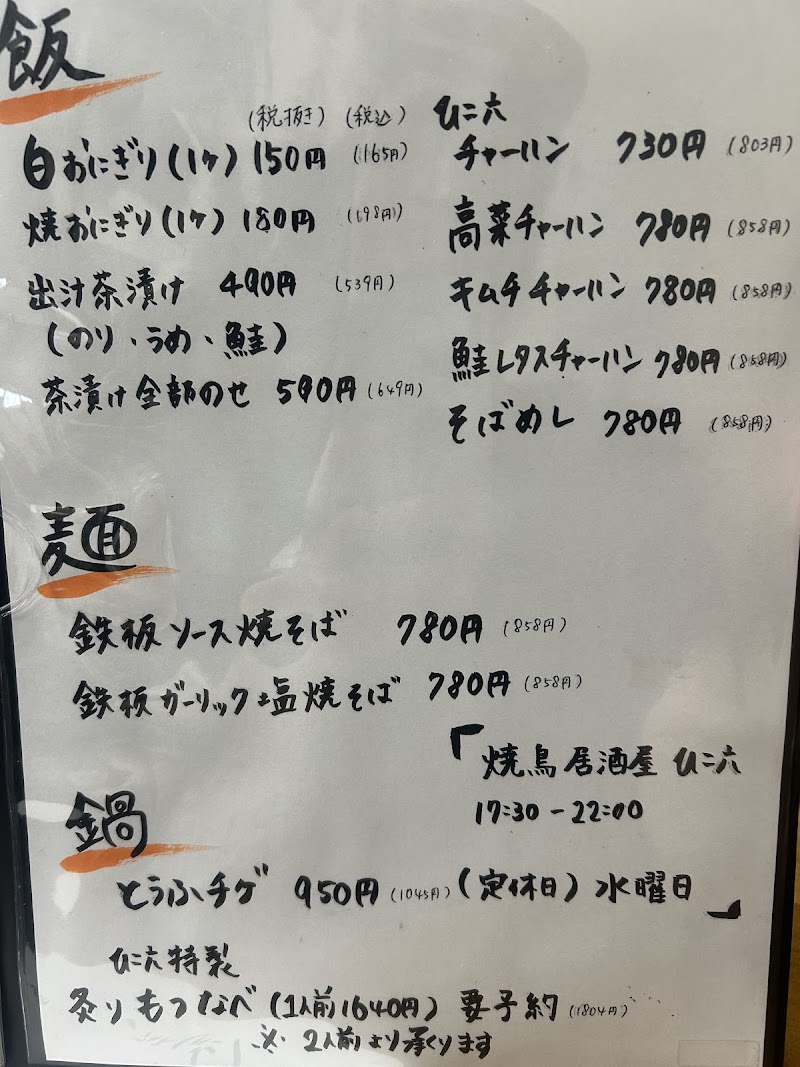 飯
(税抜き) (税込)
白おにぎり(1ヶ) 150円 (165円)
焼おにぎり(1ヶ) 180円 (198円)
出汁茶漬け 490円 (539円)
(のり・うめ・鮭)
茶漬け全部のせ 590円 (649円)
ひ二六
チャーハン 730円 (803円)
高菜チャーハン 780円 (858円)
キムチチャーハン 780円 (858円)
鮭レタスチャーハン 780円 (858円)
そばめし 780円 (858円)
麺
鉄板ソース焼そば 780円 (858円)
鉄板ガーリック塩焼そば 780円 (858円)
「焼鳥居酒屋 ひ二六
17:30-22:00
(定休日) 水曜日」
鍋
とうふチゲ 950円 (1045円)
ひ二六特製
炙りもつなべ (1人前1640円) 要予約 (1804円)
※ 2人前より承くります